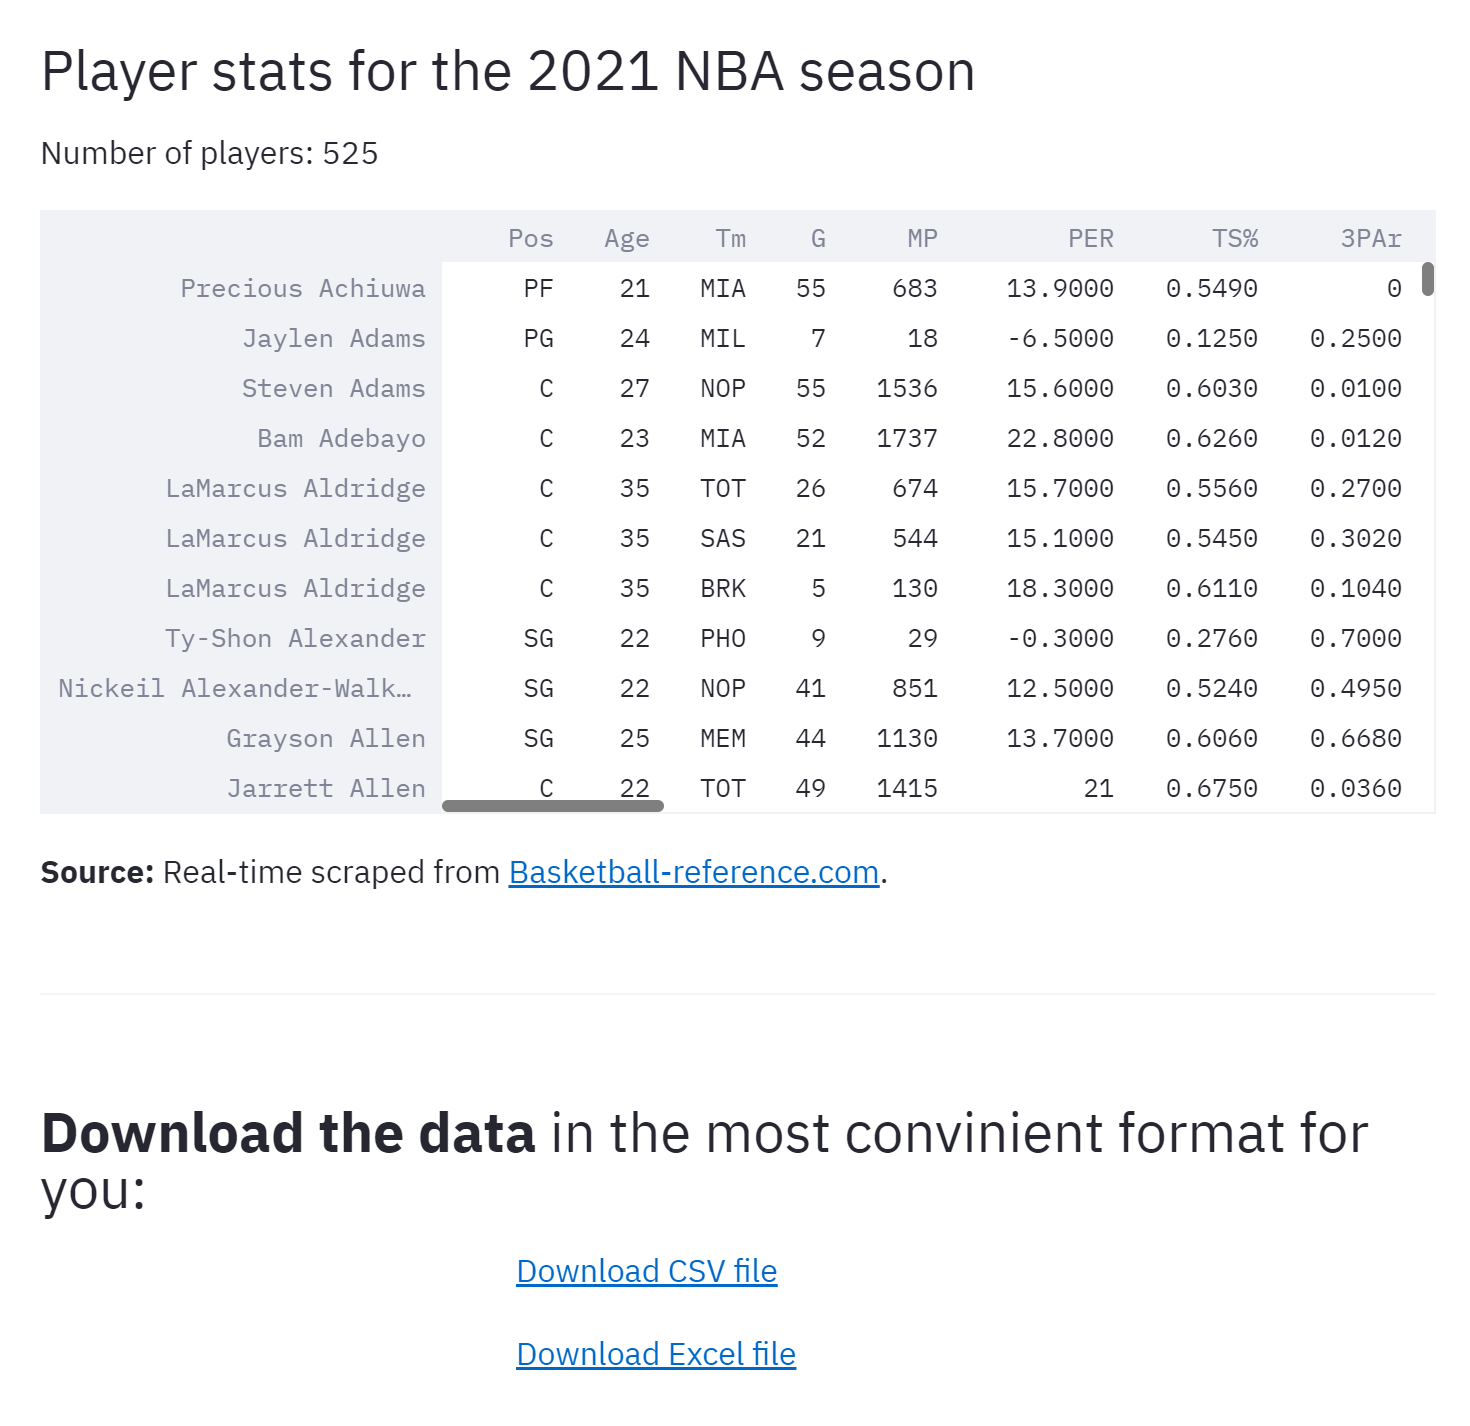 Player stats for the 2021 NBA season
Number of players: 525
Pos Age Tm G MP PER TS% 3PAr
Precious Achiuwa PF 21 MIA 55 683 13.9000 0.5490 0
Jaylen Adams PG 24 MIL 7 18 -6.5000 0.1250 0.2500
Steven Adams C 27 NOP 55 1536 15.6000 0.6030 0.0100
Bam Adebayo C 23 MIA 52 1737 22.8000 0.6260 0.0120
LaMarcus Aldridge C 35 TOT 26 674 15.7000 0.5560 0.2700
LaMarcus Aldridge C 35 SAS 21 544 15.1000 0.5450 0.3020
LaMarcus Aldridge C 35 BRK 5 130 18.3000 0.6110 0.1040
Ty-Shon Alexander SG 22 PHO 9 29 -0.3000 0.2760 0.7000
Nickeil Alexander-Walk… SG 22 NOP 41 851 12.5000 0.5240 0.4950
Grayson Allen SG 25 MEM 44 1130 13.7000 0.6060 0.6680
Jarrett Allen C 22 TOT 49 1415 21 0.6750 0.0360
Source: Real-time scraped from Basketball-reference.com.
Download the data in the most convinient format for
you:
Download CSV file
Download Excel file